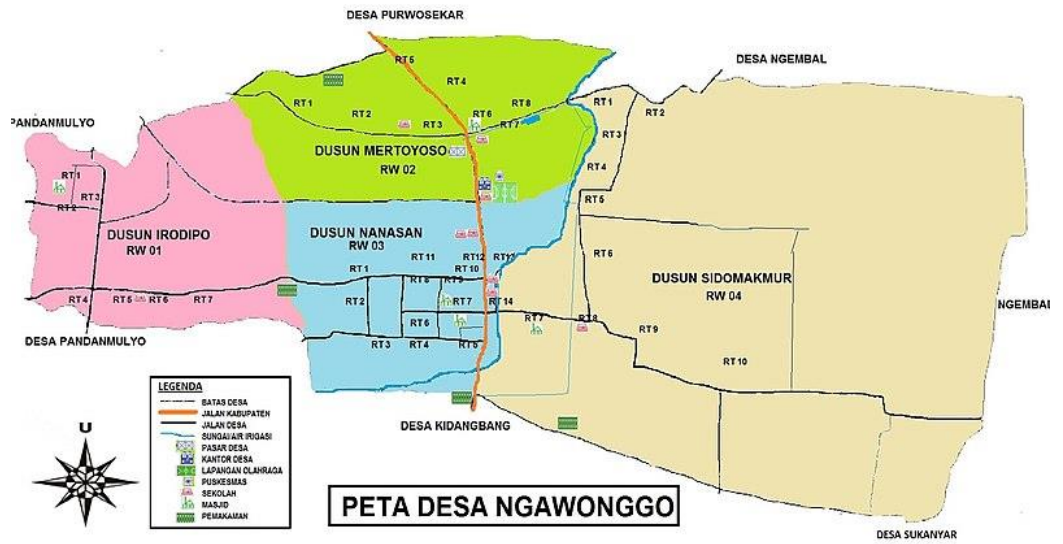 DESA PURWOSEKAR
DESA NGEMBAL
RT5
RT4
RT1
RT2
RT3
RT6
RT7
RT8
RT1
RT2
RT3
RT4
RT5
PANDANMULYO
DUSUN MERTOYOSO
RW 02
RT1
RT2
RT3
DUSUN IRODIPO
RW 01
DUSUN NANASAN
RW 03
RT6
DUSUN SIDOMAKMUR
RW 04
RT11
RT12
RT1
RT10
RT2
RT7
RT14
RT6
RT3
RT4
RT4
RT5
RT6
RT7
RT7
RT8
RT9
RT10
NGEMBAL
DESA PANDANMULYO
DESA KIDANGBANG
DESA SUKANYAR
LEGENDA
BATAS DESA
JALAN KABUPATEN
JALAN DESA
SUNGAI/AIR IRIGASI
PASAR DESA
KANTOR DESA
LAPANGAN OLAHRAGA
PUSKESMAS
SEKOLAH
MASJID
PEMAKAMAN
U
PETA DESA NGAWONGGO